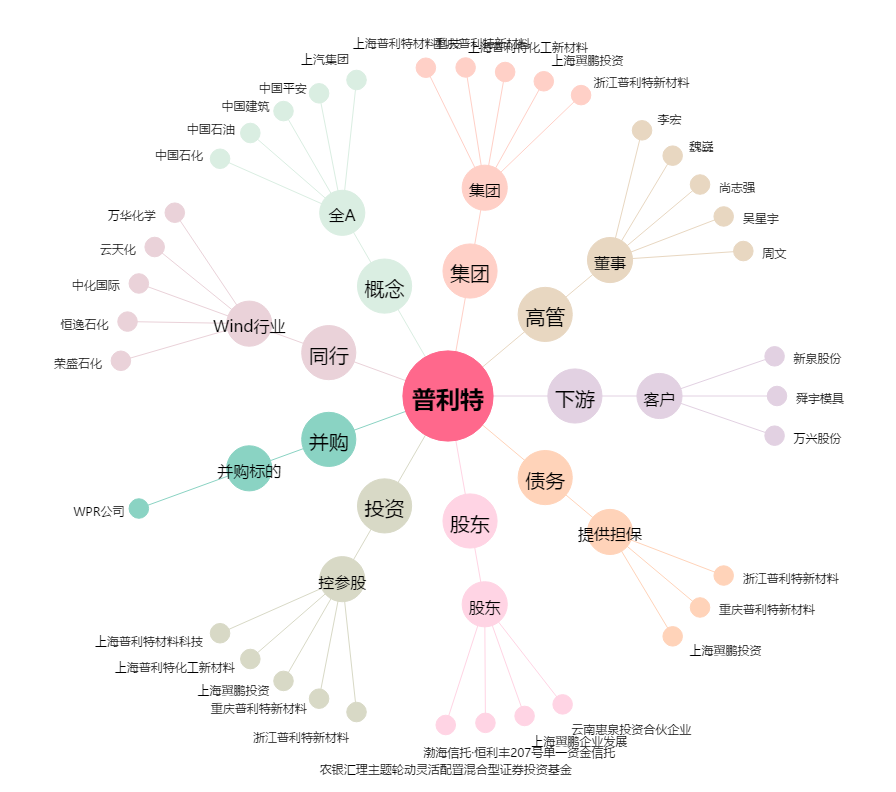 上海普利特材料科技
重庆普利特新材料
上海普利特化工新材料
上汽集团
上海翼鹏投资
中国平安
浙江普利特新材料
中国建筑
李宏
中国石油
魏巍
中国石化
集团
尚志强
万华化学
全A
吴星宇
云天化
周文
董事
集团
中化国际
概念
恒逸石化
Wind行业
高管
同行
新泉股份
荣盛石化
普利特
下游
客户
舜宇模具
并购
万兴股份
并购标的
债务
投资
WPR公司
股东
提供担保
控参股
浙江普利特新材料
股东
重庆普利特新材料
上海普利特材料科技
上海翼鹏投资
上海普利特化工新材料
上海翼鹏投资
重庆普利特新材料
云南惠泉投资合伙企业
浙江普利特新材料
上海翼鹏企业发展
渤海信托·恒利丰207号单一资金信托
农银汇理主题轮动灵活配置混合型证券投资基金